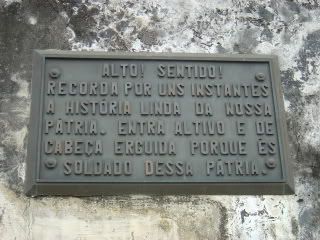 ALTO! SENTIDO!
RECORDA POR UNS INSTANTES
A HISTÓRIA LINDA DA NOSSA
PÁTRIA. ENTRA ALTIVO E DE
CABEÇA ERGUIDA PORQUE ÉS
SOLDADO DESSA PÁTRIA.